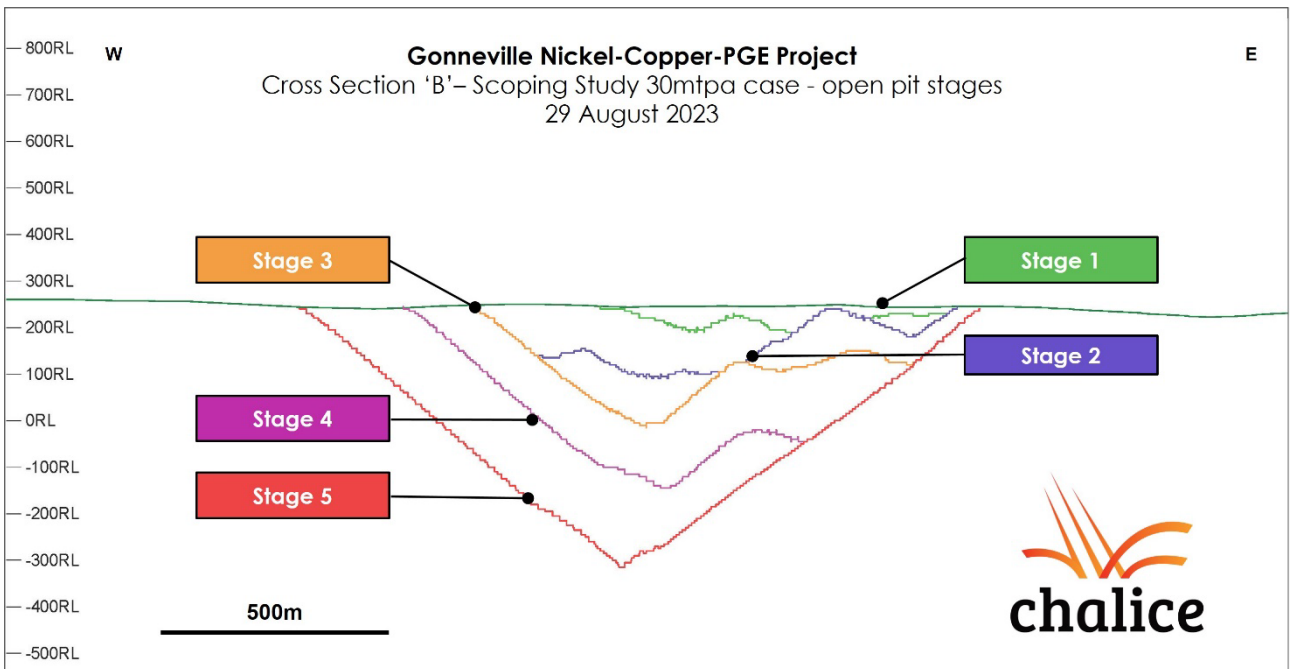 W
Gonneville Nickel-Copper-PGE Project
E
Cross Section ‘B’– Scoping Study 30mtpa case - open pit stages
29 August 2023
800RL
700RL
600RL
500RL
400RL
300RL
200RL
100RL
0RL
-100RL
-200RL
-300RL
-400RL
-500RL
Stage 3
Stage 1
Stage 2
Stage 4
Stage 5
500m
chalice